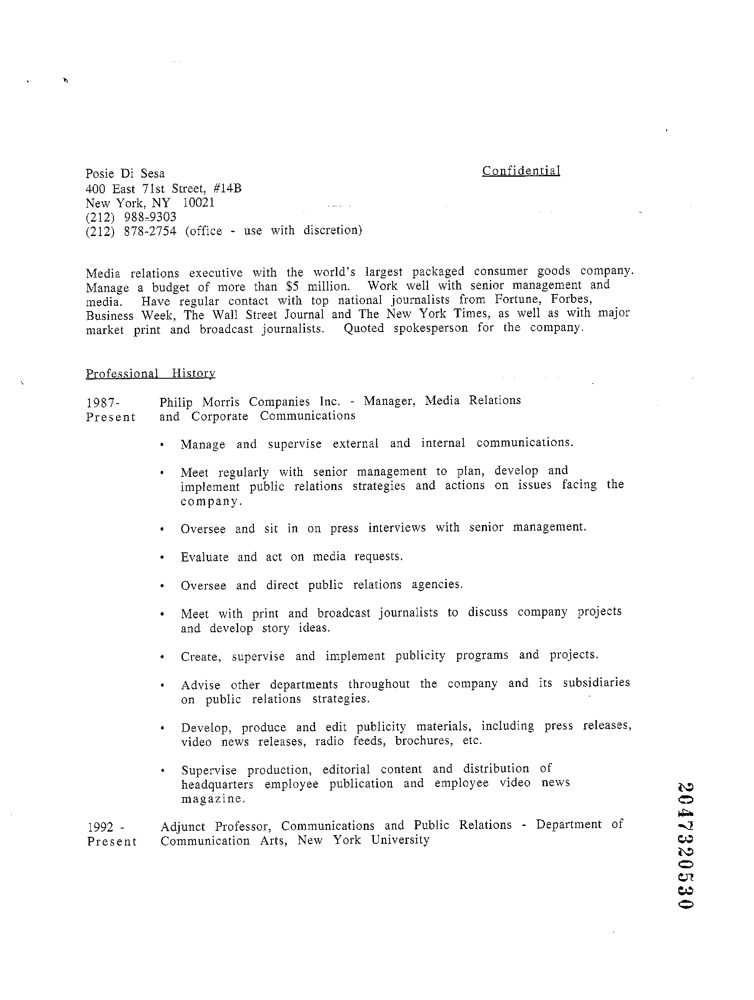 Confidential
Posie Di Sesa
400 East 71st Street, #14B
New York, NY 10021
(212) 988-9303
(212) 878-2754 (office - use with discretion)
Media relations executive with the world's largest packaged consumer goods company.
Manage a budget of more than $5 million. Work well with senior management and
media. Have regular contact with top national journalists from Fortune, Forbes,
Business Week, The Wall Street Journal and The New York Times, as well as with major
market print and broadcast journalists. Quoted spokesperson for the company.
Professional History
1987- Philip Morris Companies Inc. - Manager, Media Relations
Present and Corporate Communications
• Manage and supervise external and internal communications.
• Meet regularly with senior management to plan, develop and
implement public relations strategies and actions on issues facing the
company.
• Oversee and sit in on press interviews with senior management.
• Evaluate and act on media requests.
• Oversee and direct public relations agencies.
• Meet with print and broadcast journalists to discuss company projects
and develop story ideas.
• Create, supervise and implement publicity programs and projects.
• Advise other departments throughout the company and its subsidiaries
on public relations strategies.
• Develop, produce and edit publicity materials, including press releases,
video news releases, radio feeds, brochures, etc.
• Supervise production, editorial content and distribution of
headquarters employee publication and employee video news
magazine.
1992 - Adjunct Professor, Communications and Public Relations - Department of
Present Communication Arts, New York University
2047320530